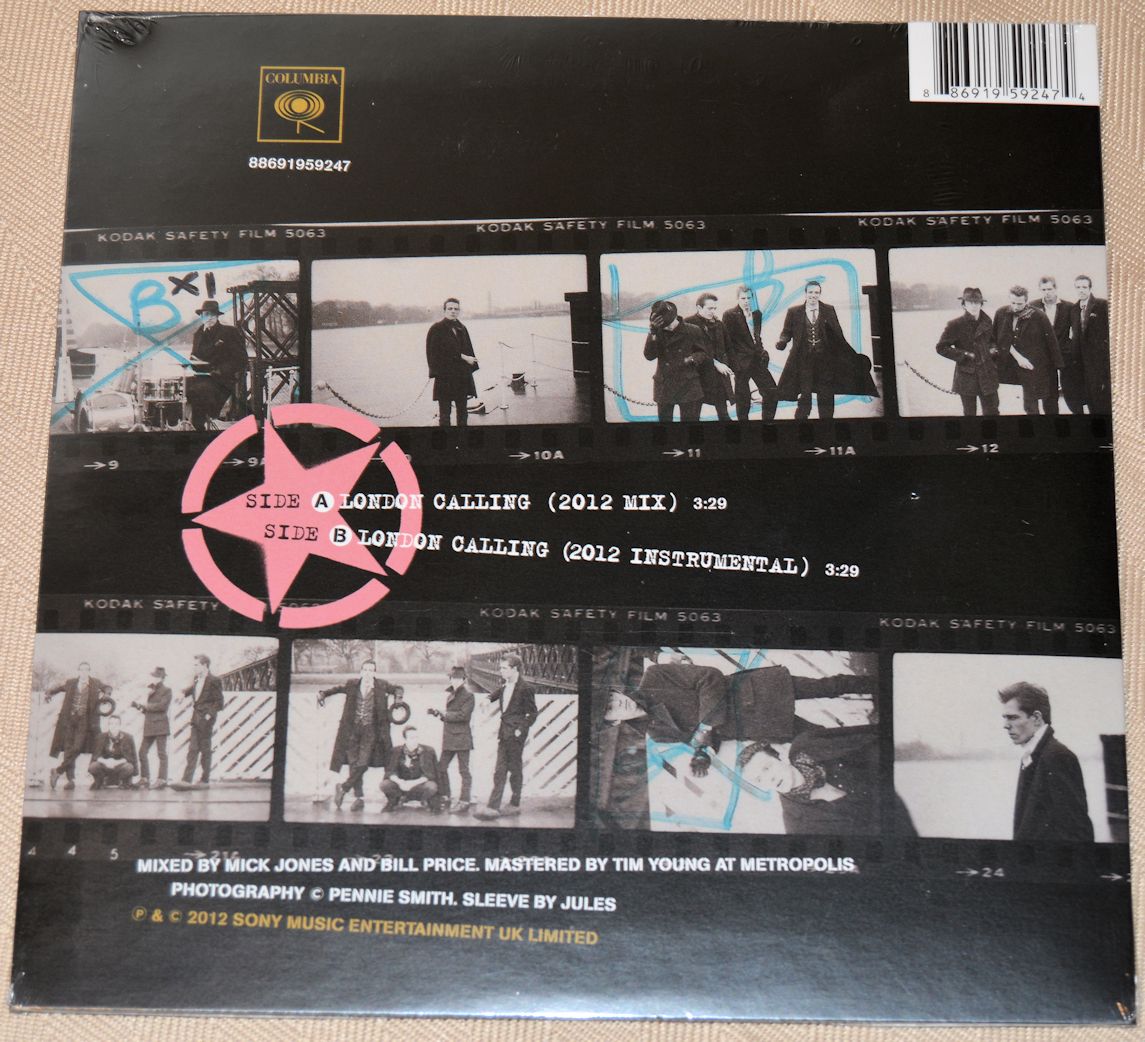 COLUMBIA
88691959247
8 86919 59247 4
KODAK SAFETY FILM 5063
KODAK SAFETY FILM 5063
KODAK SAFETY FILM 5063
B X1
B
→9
→9A
→10A
→11
→11A
→12
SIDE A LONDON CALLING (2012 MIX) 3:29
SIDE B LONDON CALLING (2012 INSTRUMENTAL) 3:29
KODAK SAFETY FILM 5063
KODAK SAFETY FILM 5063
KODAK SAFETY FILM 5063
4 4 5
→24
MIXED BY MICK JONES AND BILL PRICE. MASTERED BY TIM YOUNG AT METROPOLIS
PHOTOGRAPHY © PENNIE SMITH. SLEEVE BY JULES
℗ & © 2012 SONY MUSIC ENTERTAINMENT UK LIMITED